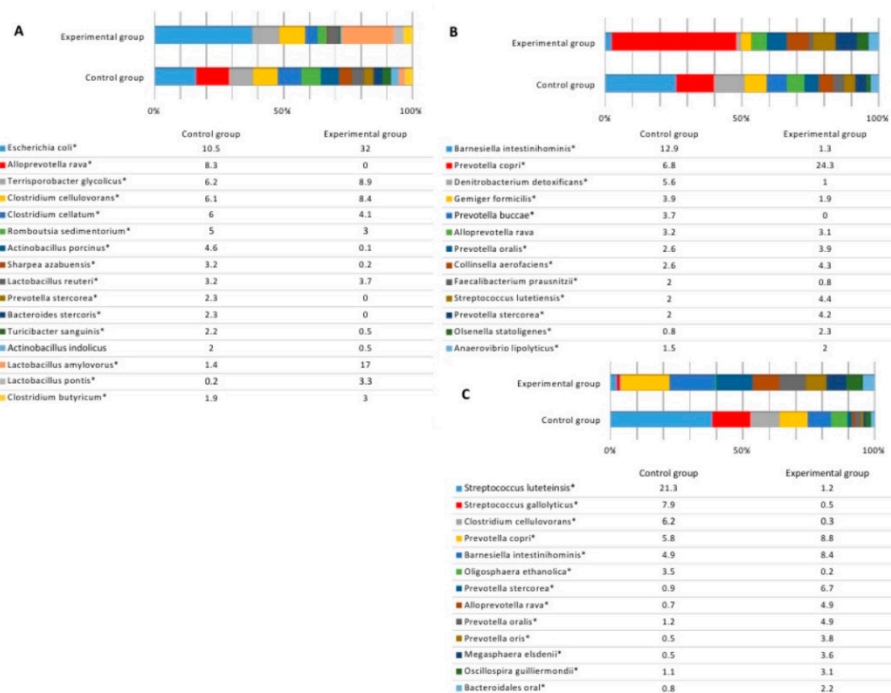 A
Experimental group
Control group
0% 50% 100%
Control group Experimental group
Escherichia coli* 10.5 32
Alloprevotella rava* 8.3 0
Terrisporobacter glycolicus* 6.2 8.9
Clostridium cellulovorans* 6.1 8.4
Clostridium cellatum* 6 4.1
Romboutsia sedimentorium* 5 3
Actinobacillus porcinus* 4.6 0.1
Sharpea azabuensis* 3.2 0.2
Lactobacillus reuteri* 3.2 3.7
Prevotella stercorea* 2.3 0
Bacteroides stercoris* 2.3 0
Turicibacter sanguinis* 2.2 0.5
Actinobacillus indolicus 2 0.5
Lactobacillus amylovorus* 1.4 17
Lactobacillus pontis* 0.2 3.3
Clostridium butyricum* 1.9 3
B
Experimental group
Control group
0% 50% 100%
Control group Experimental group
Barnesiella intestinihominis* 12.9 1.3
Prevotella copri* 6.8 24.3
Denitrobacterium detoxificans* 5.6 1
Gemiger formicilis* 3.9 1.9
Prevotella buccae* 3.7 0
Alloprevotella rava 3.2 3.1
Prevotella oralis* 2.6 3.9
Collinsella aerofaciens* 2.6 4.3
Faecalibacterium prausnitzii* 2 0.8
Streptococcus lutetiensis* 2 4.4
Prevotella stercorea* 2 4.2
Olsenella statoligenes* 0.8 2.3
Anaerovibrio lipolyticus* 1.5 2
C
Experimental group
Control group
0% 50% 100%
Control group Experimental group
Streptococcus luteteinsis* 21.3 1.2
Streptococcus gallolyticus* 7.9 0.5
Clostridium cellulovorans* 6.2 0.3
Prevotella copri* 5.8 8.8
Barnesiella intestinihominis* 4.9 8.4
Oligosphaera ethanolica* 3.5 0.2
Prevotella stercorea* 0.9 6.7
Alloprevotella rava* 0.7 4.9
Prevotella oralis* 1.2 4.9
Prevotella oris* 0.5 3.8
Megasphaera elsdenii* 0.5 3.6
Oscillospira guilliermondii* 1.1 3.1
Bacteroidales oral* 0.8 2.2